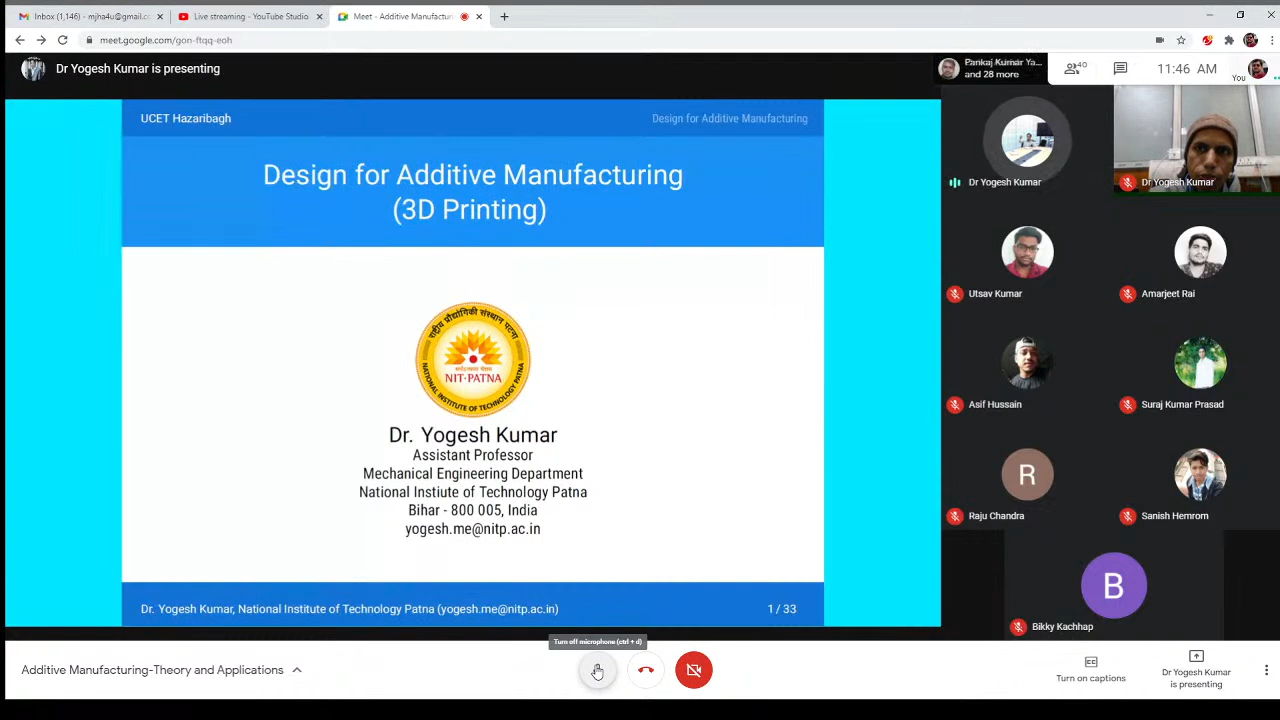 Inbox (1,146) - mjha4u@gmail.co
Live streaming - YouTube Studio
Meet - Additive Manufactur
meet.google.com/gon-ftqq-eoh
Dr Yogesh Kumar is presenting
Pankaj Kumar Ya...
and 28 more
40
11:46 AM
You
UCET Hazaribagh
Design for Additive Manufacturing
Design for Additive Manufacturing
(3D Printing)
राष्ट्रीय प्रौद्योगिकी संस्थान पटना
NIT-PATNA
NATIONAL INSTITUTE OF TECHNOLOGY PATNA
Dr. Yogesh Kumar
Assistant Professor
Mechanical Engineering Department
National Instiute of Technology Patna
Bihar - 800 005, India
yogesh.me@nitp.ac.in
Dr. Yogesh Kumar, National Institute of Technology Patna (yogesh.me@nitp.ac.in)
1 / 33
Dr Yogesh Kumar
Dr Yogesh Kumar
Utsav Kumar
Amarjeet Rai
Asif Hussain
Suraj Kumar Prasad
R
Raju Chandra
Sanish Hemrom
B
Bikky Kachhap
Turn off microphone (ctrl + d)
Additive Manufacturing-Theory and Applications
Turn on captions
Dr Yogesh Kumar
is presenting